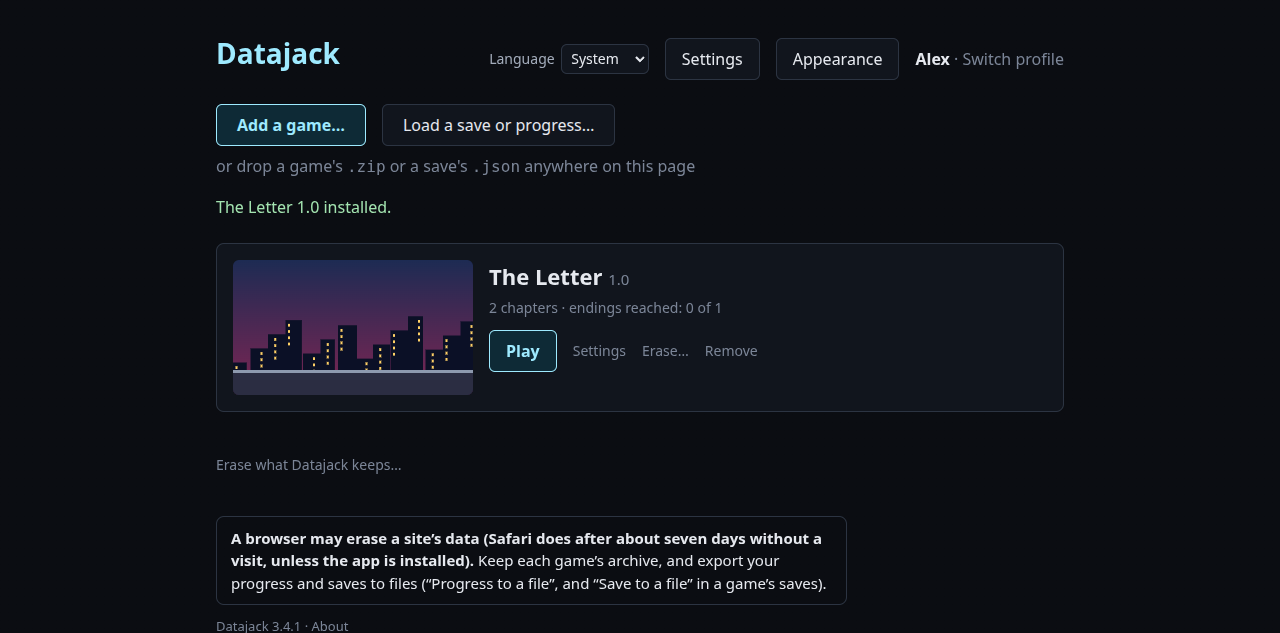 Datajack
Language System Settings Appearance Alex · Switch profile
Add a game… Load a save or progress…
or drop a game's .zip or a save's .json anywhere on this page
The Letter 1.0 installed.
The Letter 1.0
2 chapters · endings reached: 0 of 1
Play Settings Erase… Remove
Erase what Datajack keeps…
A browser may erase a site’s data (Safari does after about seven days without a
visit, unless the app is installed). Keep each game’s archive, and export your
progress and saves to files (“Progress to a file”, and “Save to a file” in a game’s saves).
Datajack 3.4.1 · About